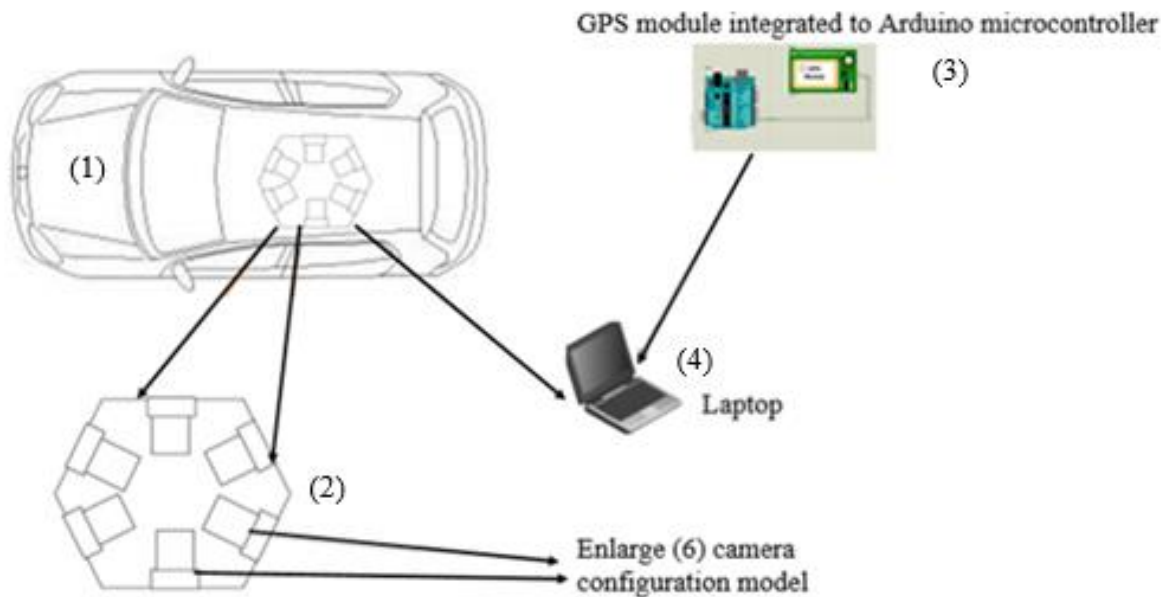 GPS module integrated to Arduino microcontroller
(3)
(1)
(4)
Laptop
(2)
Enlarge (6) camera
configuration model